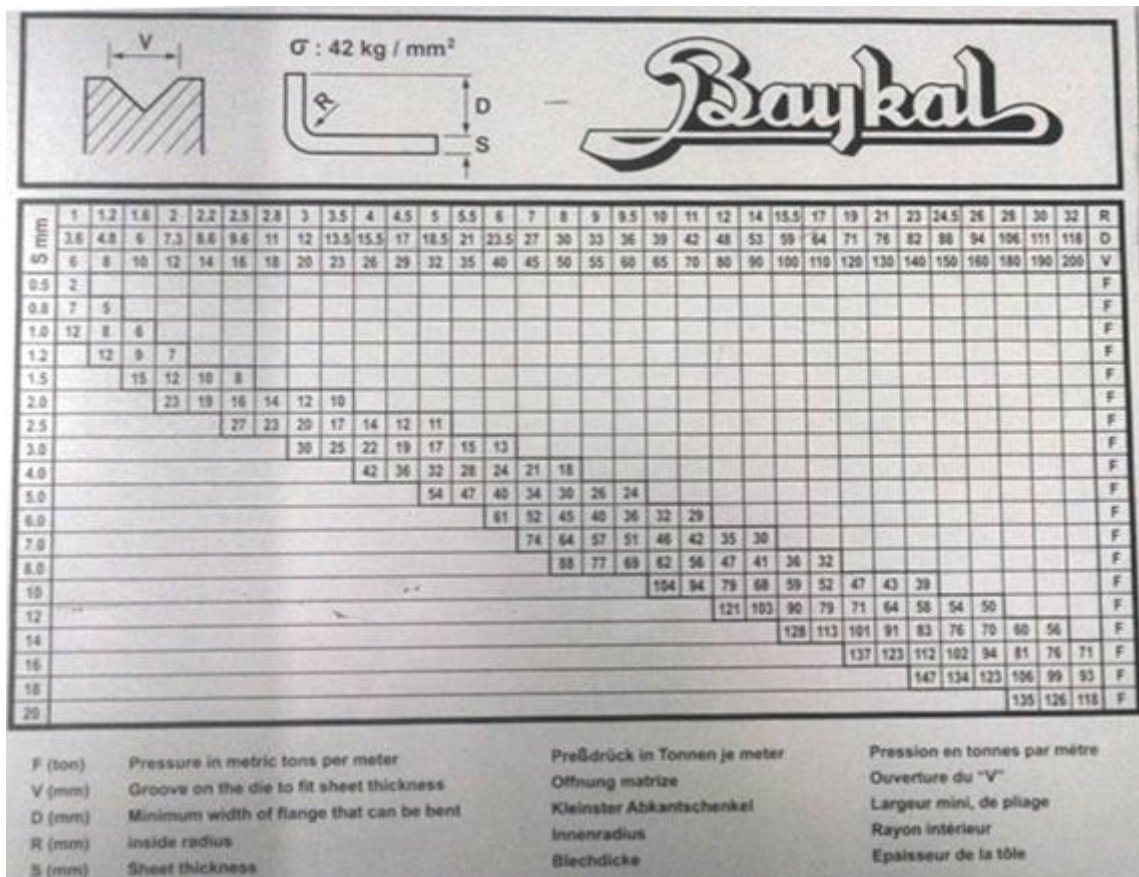 V
σ : 42 kg / mm²
R
D
S
Baykal
S mm
1 1.2 1.6 2 2.2 2.5 2.8 3 3.5 4 4.5 5 5.5 6 7 8 9 9.5 10 11 12 14 15.5 17 19 21 23 24.5 26 28 30 32 R
3.6 4.8 6 7.3 8.6 9.6 11 12 13.5 15.5 17 18.5 21 23.5 27 30 33 36 39 42 48 53 59 64 71 76 82 88 94 106 111 118 D
6 8 10 12 14 16 18 20 23 26 29 32 35 40 45 50 55 60 65 70 80 90 100 110 120 130 140 150 160 180 190 200 V
0.5 2 F
0.8 7 5 F
1.0 12 8 6 F
1.2 12 9 7 F
1.5 15 12 10 8 F
2.0 23 19 16 14 12 10 F
2.5 27 23 20 17 14 12 11 F
3.0 30 25 22 19 17 15 13 F
4.0 42 36 32 28 24 21 18 F
5.0 54 47 40 34 30 26 24 F
6.0 61 52 45 40 36 32 29 F
7.0 74 64 57 51 46 42 35 30 F
8.0 88 77 69 62 56 47 41 36 32 F
10 104 94 79 68 59 52 47 43 39 F
12 121 103 90 79 71 64 58 54 50 F
14 128 113 101 91 83 76 70 60 56 F
16 137 123 112 102 94 81 76 71 F
18 147 134 123 106 99 93 F
20 135 126 118 F
F (ton) Pressure in metric tons per meter Preßdrück in Tonnen je meter Pression en tonnes par métre
V (mm) Groove on the die to fit sheet thickness Offnung matrize Ouverture du "V"
D (mm) Minimum width of flange that can be bent Kleinster Abkantschenkel Largeur mini, de pliage
R (mm) inside radius Innenradius Rayon intérieur
S (mm) Sheet thickness Blechdicke Epaisseur de la tôle